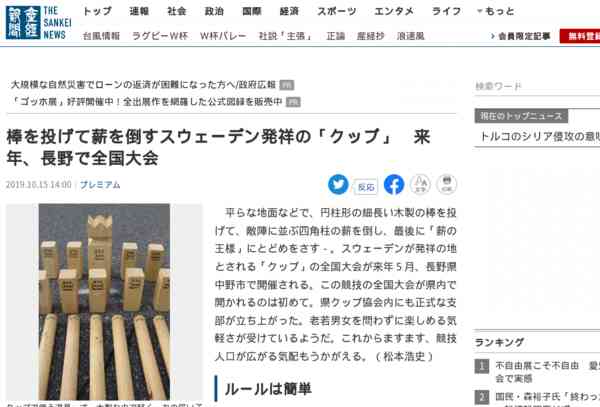 産經新聞
THE SANKEI NEWS
トップ 速報 社会 政治 国際 経済 スポーツ エンタメ ライフ もっと
台風情報 ラグビーW杯 W杯バレー 社説「主張」 正論 産経抄 浪速風
会員限定記事
無料
大規模な自然災害でローンの返済が困難になった方へ/政府広報 PR
「ゴッホ展」好評開催中！全出展作を網羅した公式図録を販売中 PR
検索ワード
現在のトップニュース
トルコのシリア侵攻の意味
棒を投げて薪を倒すスウェーデン発祥の「クッブ」　来
年、長野で全国大会
2019.10.15 14:00 プレミアム
反応
文字
印刷
平らな地面などで、円柱形の細長い木製の棒を投
げて、敵陣に並ぶ四角柱の薪を倒し、最後に「薪の
王様」にとどめをさす－。スウェーデンが発祥の地
とされる「クッブ」の全国大会が来年５月、長野県
中野市で開催される。この競技の全国大会が県内で
開かれるのは初めて。県クッブ協会内にも正式な支
部が立ち上がった。老若男女を問わずに楽しめる気
軽さが受けているようだ。これからますます、競技
人口が広がる気配もうかがえる。（松本浩史）
ルールは簡単
ランキング
1 不自由展こそ不自由
会で実感
2 国民・森裕子氏「終わっ